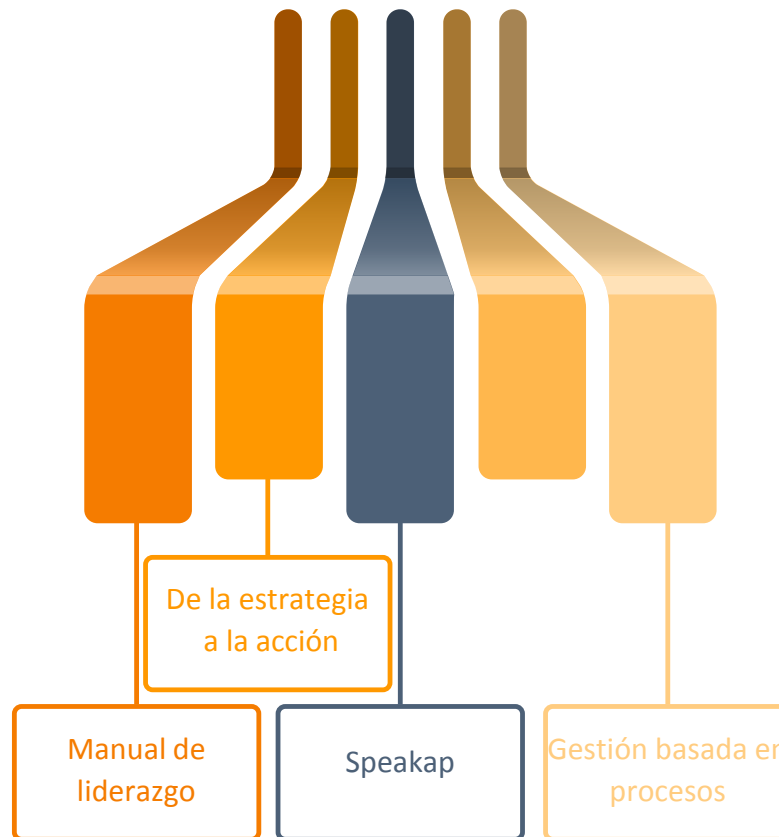 De la estrategia
a la acción
Manual de
liderazgo
Speakap
Gestión basada en
procesos